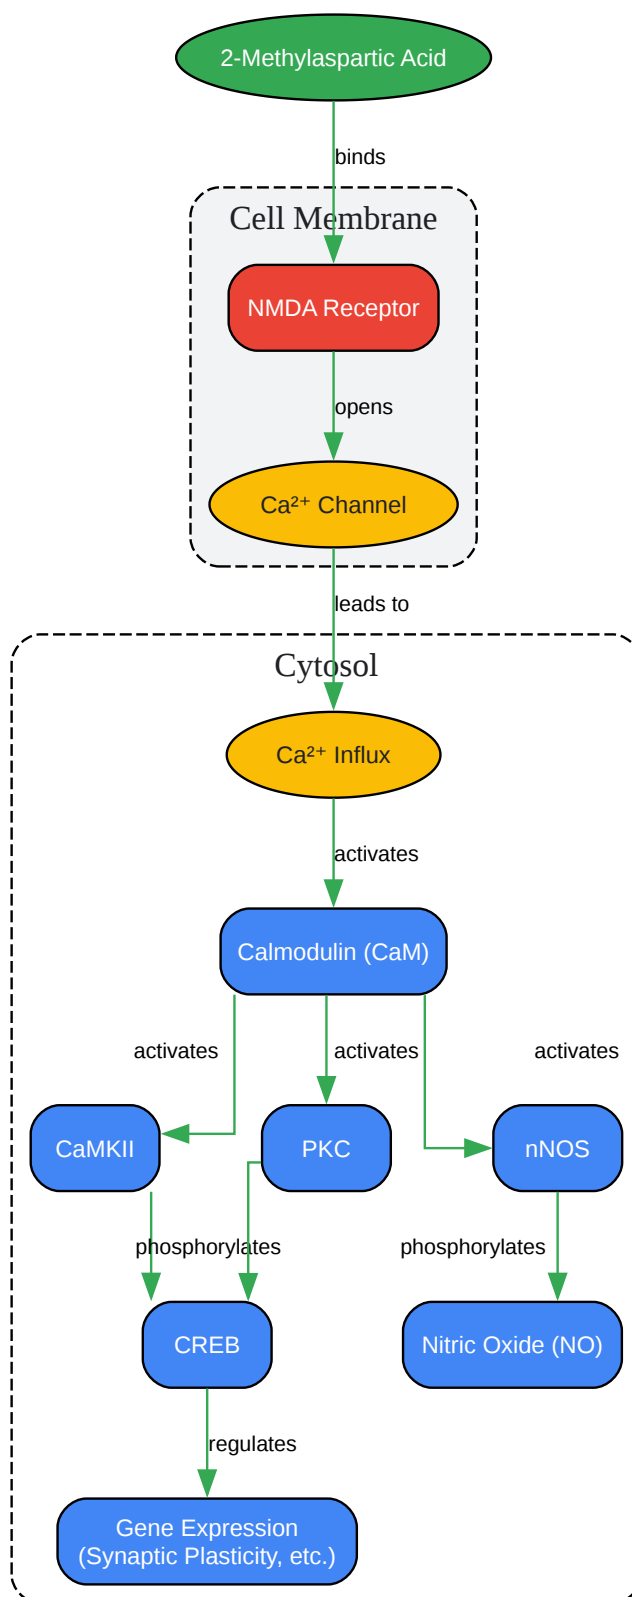 2-Methylaspartic Acid
binds
Cell Membrane
NMDA Receptor
opens
Ca²⁺ Channel
leads to
Cytosol
Ca²⁺ Influx
activates
Calmodulin (CaM)
activates
activates
activates
CaMKII
PKC
nNOS
phosphorylates
phosphorylates
CREB
Nitric Oxide (NO)
regulates
Gene Expression
(Synaptic Plasticity, etc.)